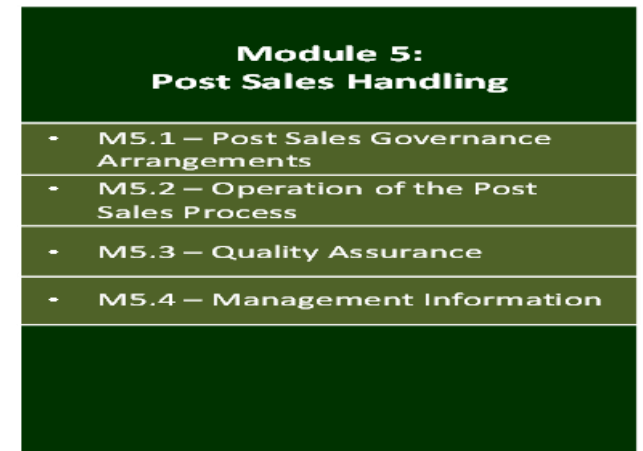 Module 5:
Post Sales Handling
• M5.1 – Post Sales Governance
Arrangements
• M5.2 – Operation of the Post
Sales Process
• M5.3 – Quality Assurance
• M5.4 – Management Information